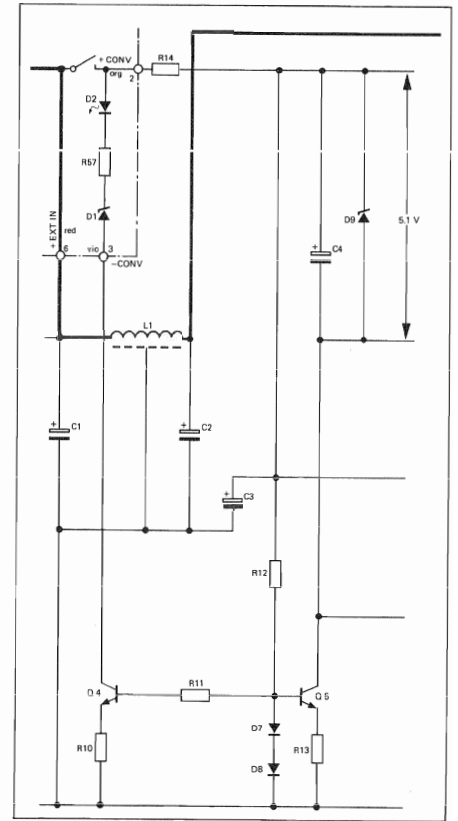 + CONV
org
2
R14
D2
R57
D1
+ EXT IN
red
6
vio
3
-CONV
D9
5.1 V
C4
L1
C1
C2
C3
R12
Q4
R11
Q5
D7
R10
R13
D8